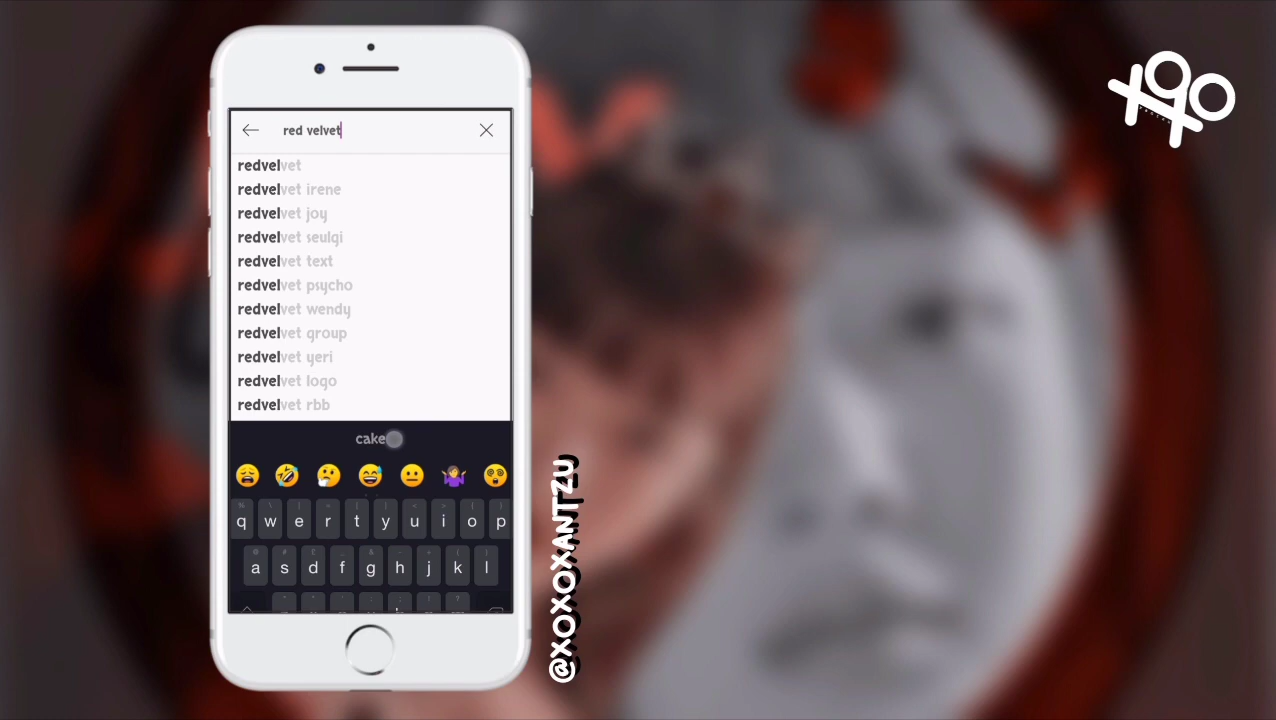 red velvet
redvelvet
redvelvet irene
redvelvet joy
redvelvet seulgi
redvelvet text
redvelvet psycho
redvelvet wendy
redvelvet group
redvelvet yeri
redvelvet logo
redvelvet rbb
cake
q w e r t y u i o p
a s d f g h j k l
@XOXOXANTZU